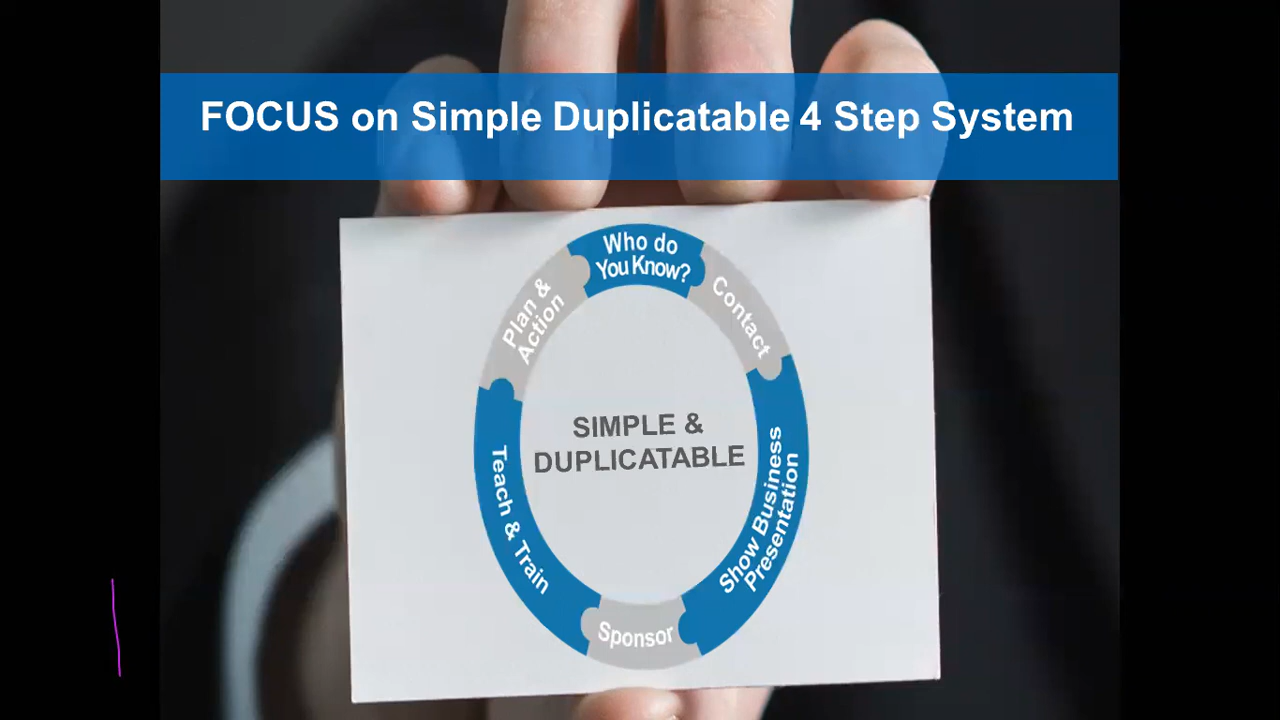 FOCUS on Simple Duplicatable 4 Step System
Who do
You Know?
Contact
Show Business
Presentation
Sponsor
Teach & Train
Plan &
Action
SIMPLE &
DUPLICATABLE